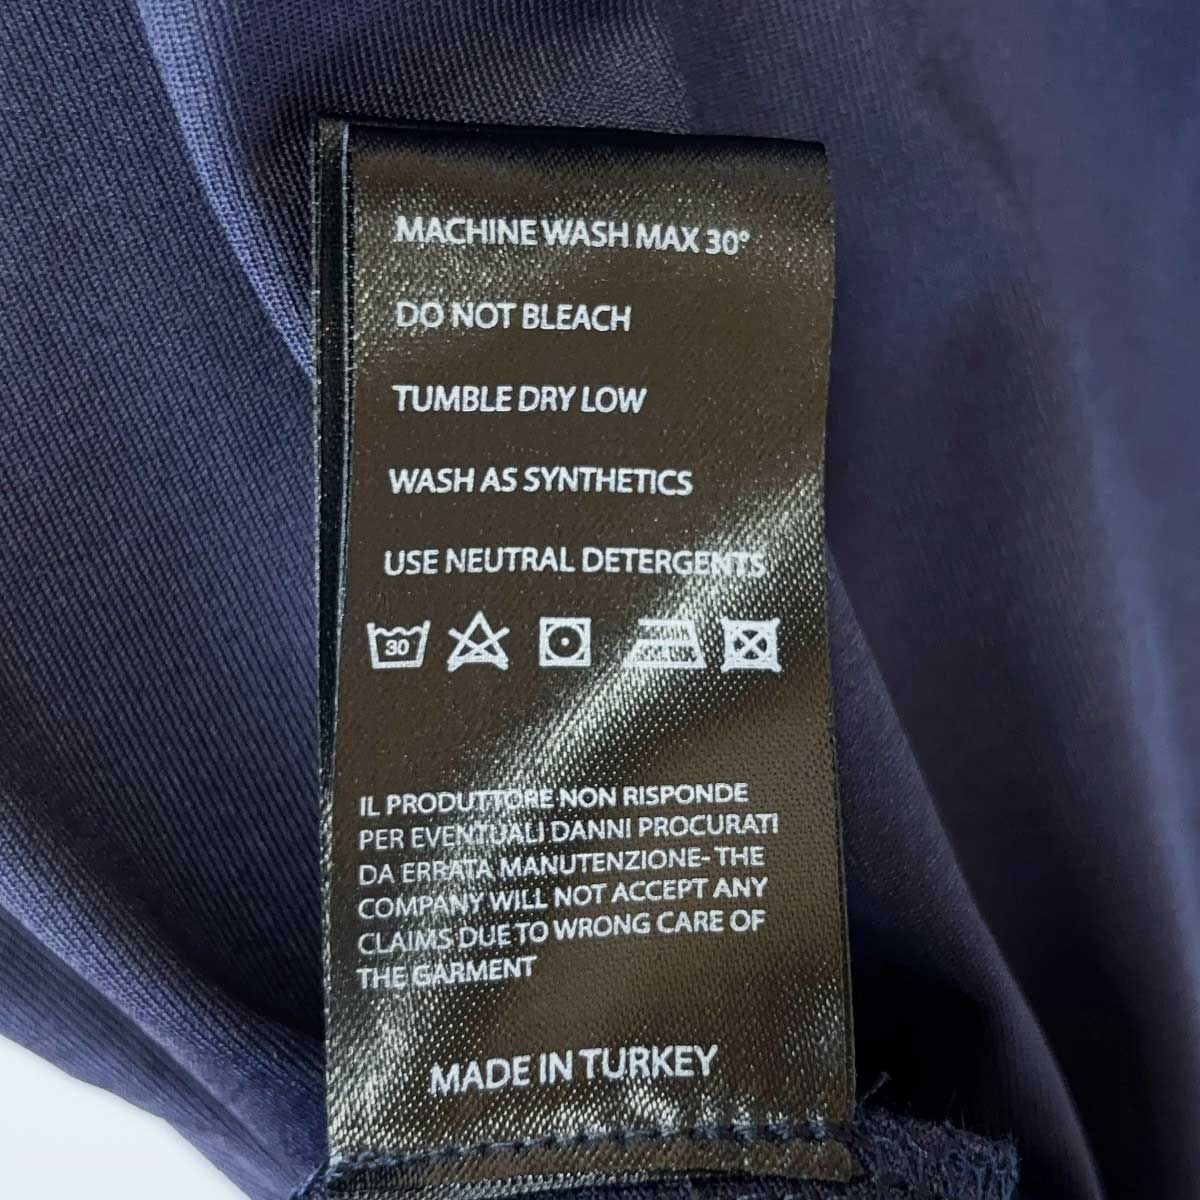 MACHINE WASH MAX 30°
DO NOT BLEACH
TUMBLE DRY LOW
WASH AS SYNTHETICS
USE NEUTRAL DETERGENTS
30
IL PRODUTTORE NON RISPONDE
PER EVENTUALI DANNI PROCURATI
DA ERRATA MANUTENZIONE- THE
COMPANY WILL NOT ACCEPT ANY
CLAIMS DUE TO WRONG CARE OF
THE GARMENT
MADE IN TURKEY